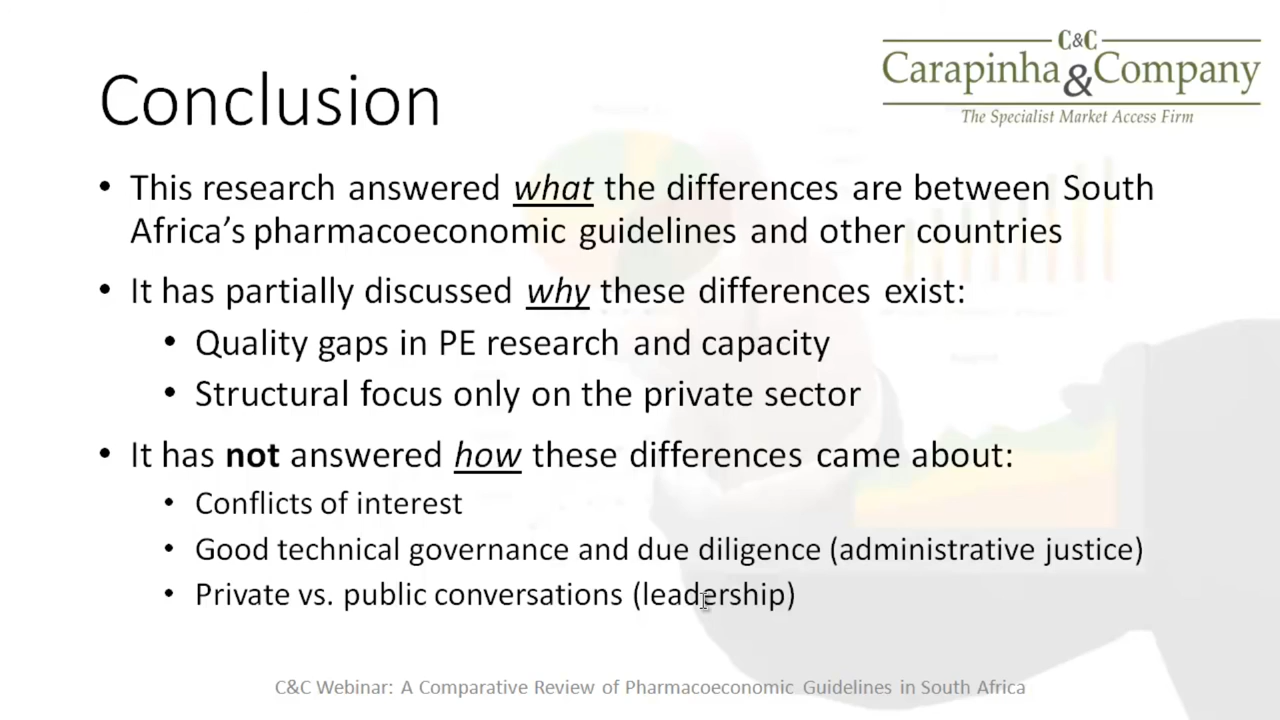 C&C
Carapinha & Company
The Specialist Market Access Firm
Conclusion
• This research answered what the differences are between South
Africa’s pharmacoeconomic guidelines and other countries
• It has partially discussed why these differences exist:
• Quality gaps in PE research and capacity
• Structural focus only on the private sector
• It has not answered how these differences came about:
• Conflicts of interest
• Good technical governance and due diligence (administrative justice)
• Private vs. public conversations (leadership)
C&C Webinar: A Comparative Review of Pharmacoeconomic Guidelines in South Africa